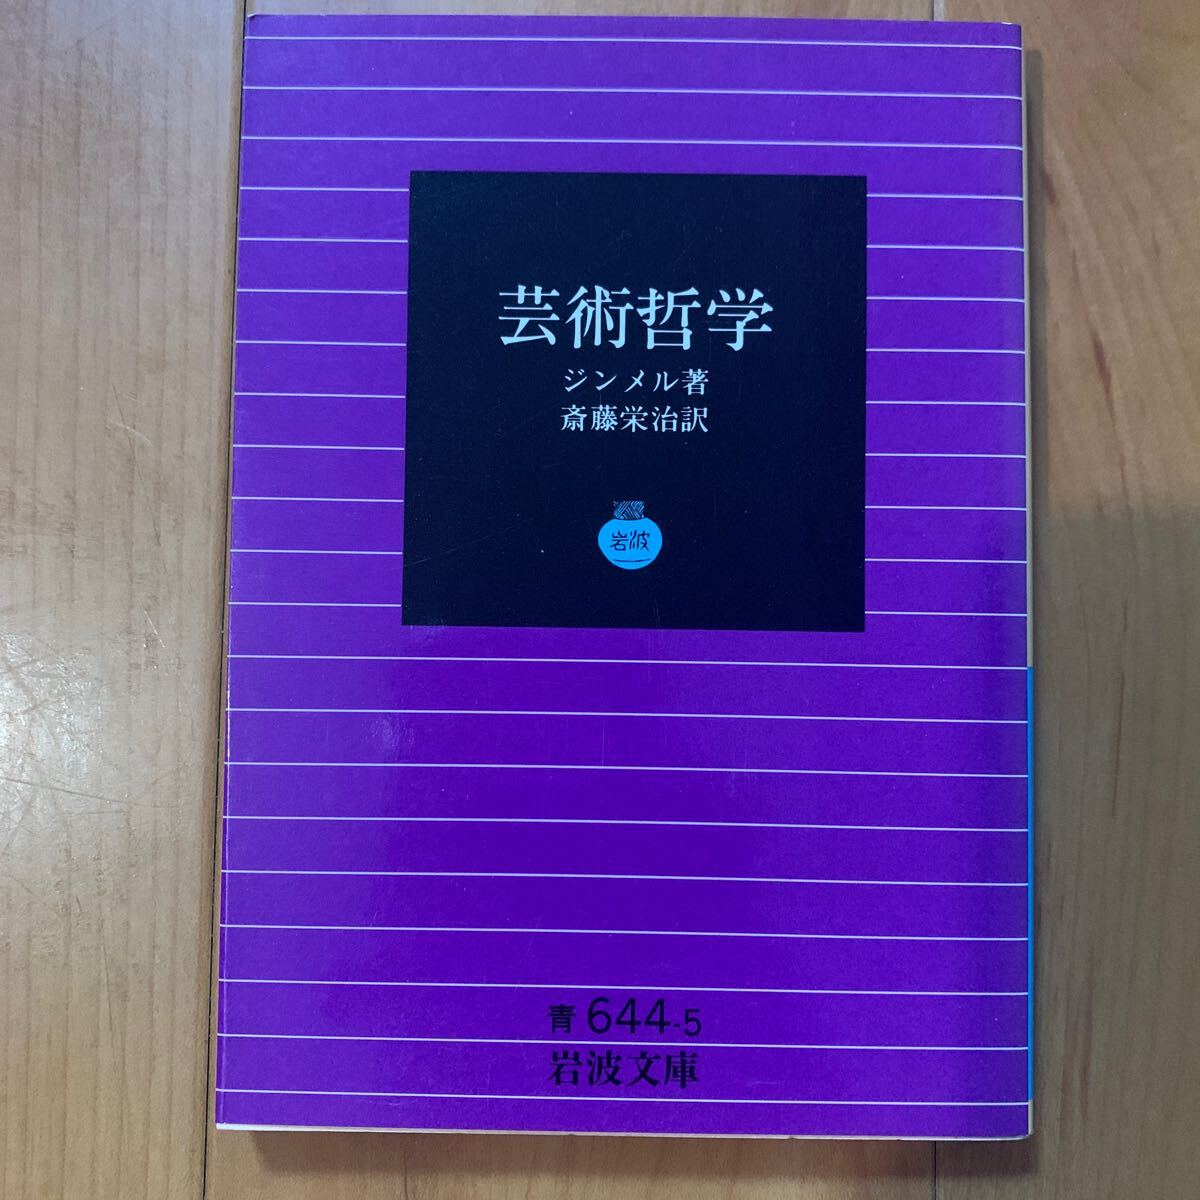 芸術哲学
ジンメル著
斎藤栄治訳
岩波
青 644-5
岩波文庫